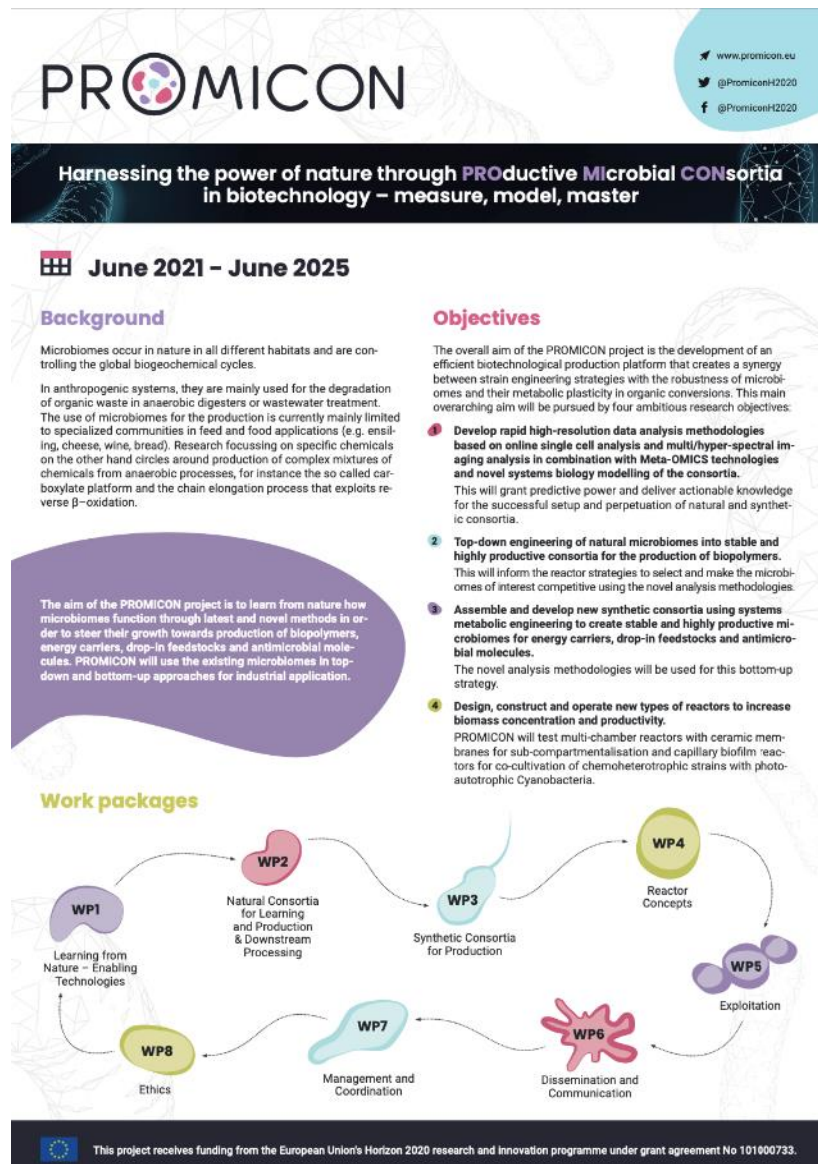 PROMICON
www.promicon.eu
@PromiconH2020
@PromiconH2020
Harnessing the power of nature through PROductive MIcrobial CONsortia
in biotechnology – measure, model, master
June 2021 – June 2025
Background
Microbiomes occur in nature in all different habitats and are con-
trolling the global biogeochemical cycles.
In anthropogenic systems, they are mainly used for the degradation
of organic waste in anaerobic digesters or wastewater treatment.
The use of microbiomes for the production is currently mainly limited
to specialized communities in feed and food applications (e.g. ensil-
ing, cheese, wine, bread). Research focussing on specific chemicals
on the other hand circles around production of complex mixtures of
chemicals from anaerobic processes, for instance the so called car-
boxylate platform and the chain elongation process that exploits re-
verse β–oxidation.
The aim of the PROMICON project is to learn from nature how
microbiomes function through latest and novel methods in or-
der to steer their growth towards production of biopolymers,
energy carriers, drop-in feedstocks and antimicrobial mole-
cules. PROMICON will use the existing microbiomes in top-
down and bottom-up approaches for industrial application.
Objectives
The overall aim of the PROMICON project is the development of an
efficient biotechnological production platform that creates a synergy
between strain engineering strategies with the robustness of microbi-
omes and their metabolic plasticity in organic conversions. This main
overarching aim will be pursued by four ambitious research objectives:
1 Develop rapid high-resolution data analysis methodologies
based on online single cell analysis and multi/hyper-spectral im-
aging analysis in combination with Meta-OMICS technologies
and novel systems biology modelling of the consortia.
This will grant predictive power and deliver actionable knowledge
for the successful setup and perpetuation of natural and synthet-
ic consortia.
2 Top-down engineering of natural microbiomes into stable and
highly productive consortia for the production of biopolymers.
This will inform the reactor strategies to select and make the microbi-
omes of interest competitive using the novel analysis methodologies.
3 Assemble and develop new synthetic consortia using systems
metabolic engineering to create stable and highly productive mi-
crobiomes for energy carriers, drop-in feedstocks and antimicro-
bial molecules.
The novel analysis methodologies will be used for this bottom-up
strategy.
4 Design, construct and operate new types of reactors to increase
biomass concentration and productivity.
PROMICON will test multi-chamber reactors with ceramic mem-
branes for sub-compartmentalisation and capillary biofilm reac-
tors for co-cultivation of chemoheterotrophic strains with photo-
autotrophic Cyanobacteria.
Work packages
WP1
Learning from
Nature – Enabling
Technologies
WP2
Natural Consortia
for Learning
and Production
& Downstream
Processing
WP3
Synthetic Consortia
for Production
WP4
Reactor
Concepts
WP5
Exploitation
WP6
Dissemination and
Communication
WP7
Management and
Coordination
WP8
Ethics
This project receives funding from the European Union's Horizon 2020 research and innovation programme under grant agreement No 101000733.